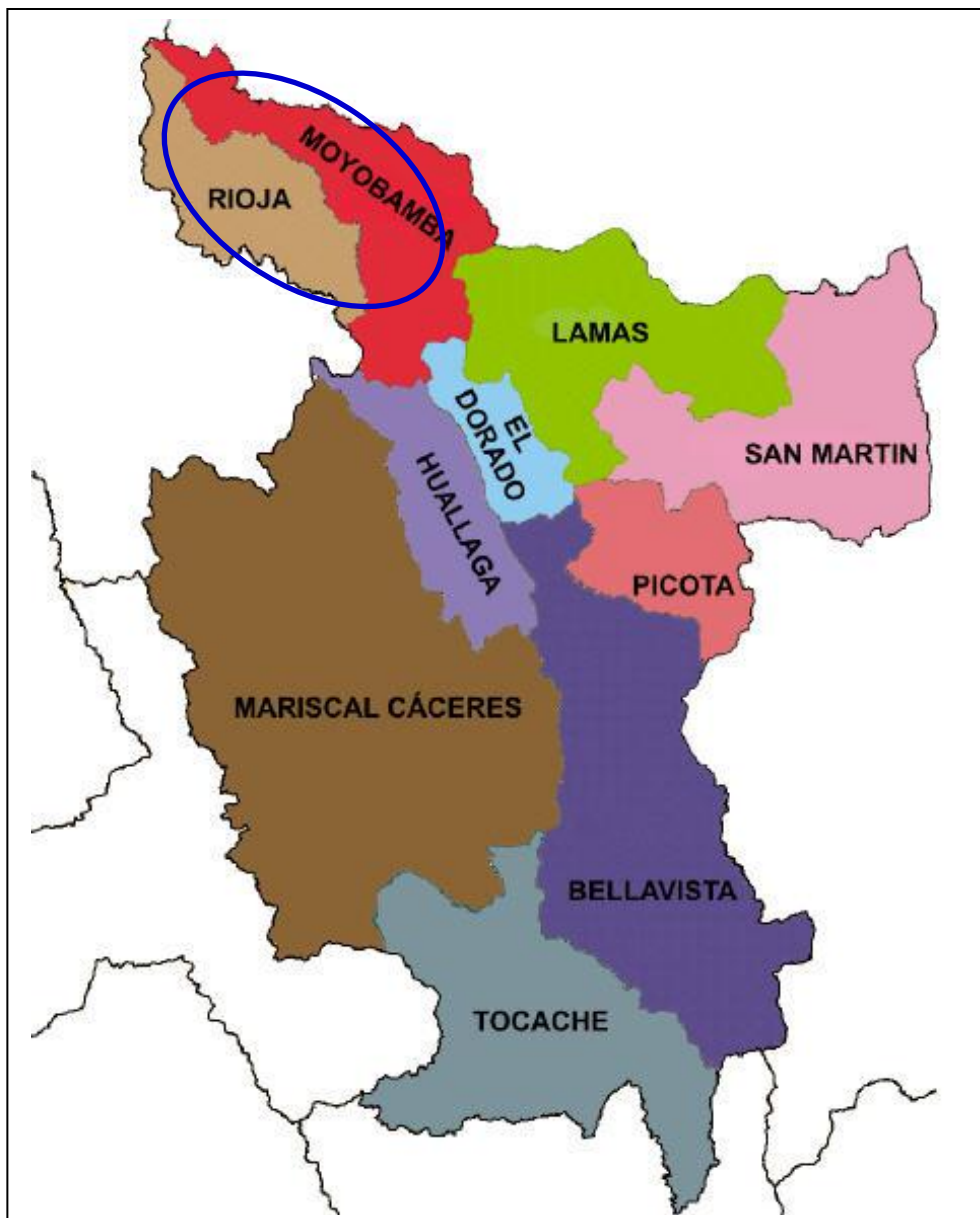 MOYOBAMBA
RIOJA
LAMAS
EL
DORADO
SAN MARTIN
HUALLAGA
PICOTA
MARISCAL CÁCERES
BELLAVISTA
TOCACHE